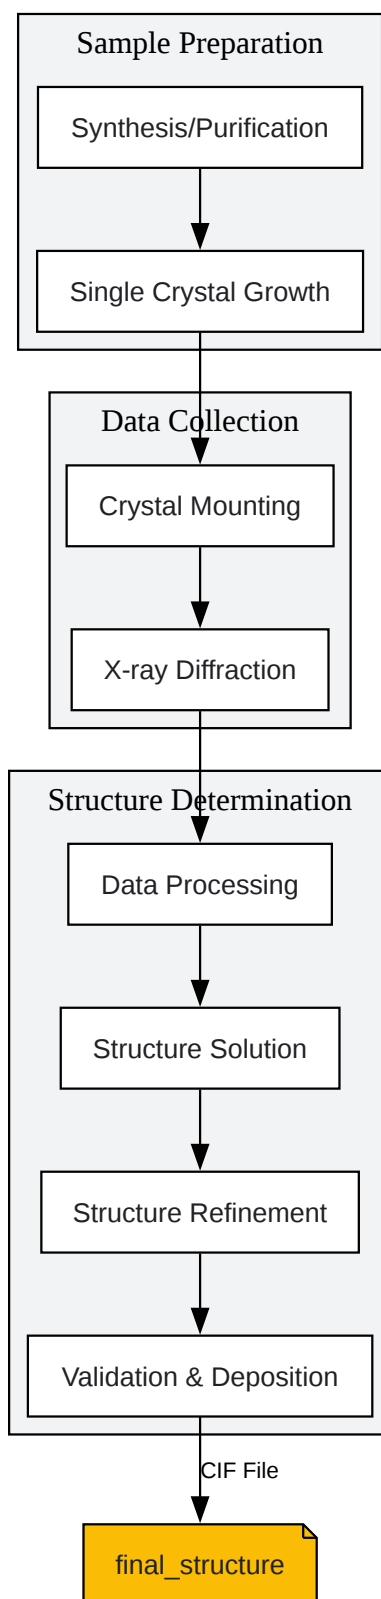 Sample Preparation
Synthesis/Purification
Single Crystal Growth
Data Collection
Crystal Mounting
X-ray Diffraction
Structure Determination
Data Processing
Structure Solution
Structure Refinement
Validation & Deposition
CIF File
final_structure